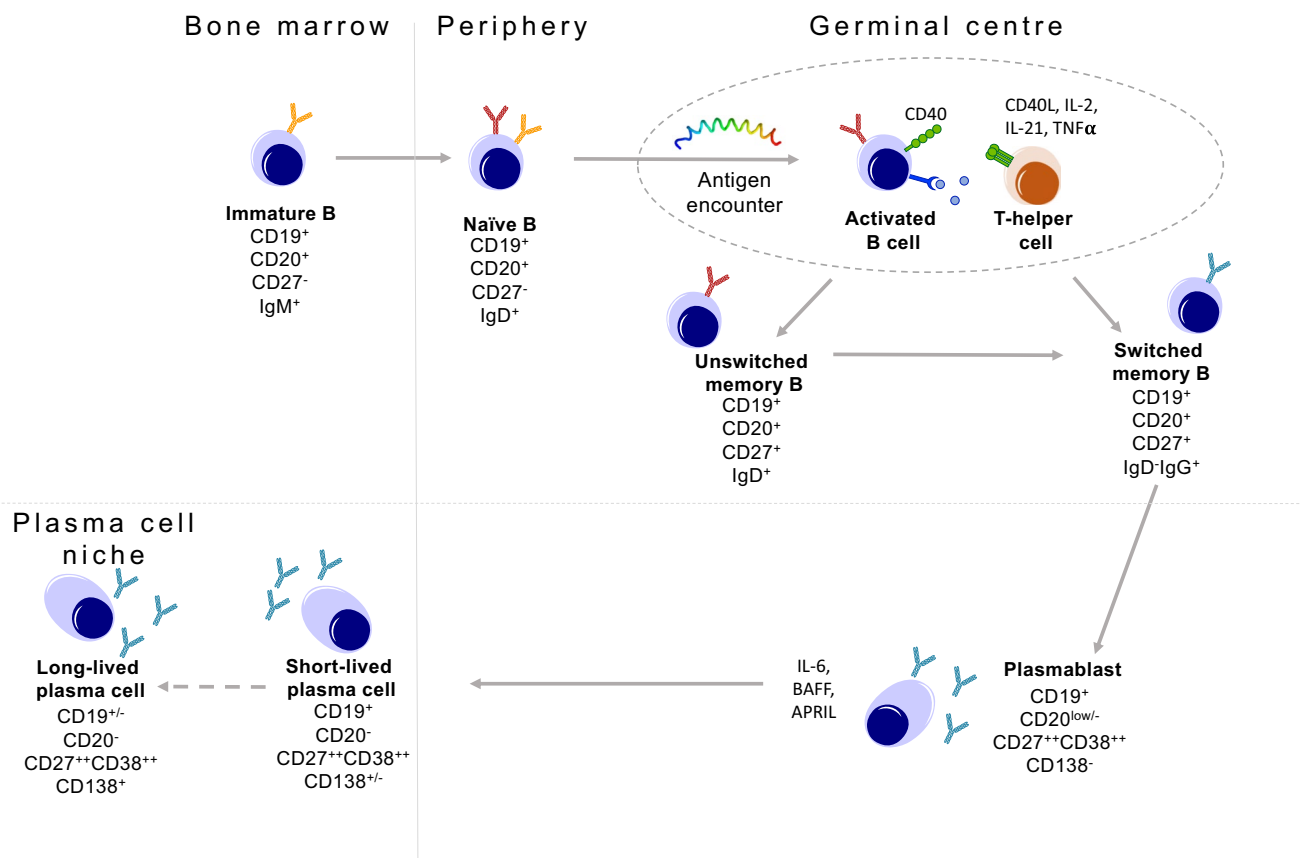 Bone marrow
Periphery
Germinal centre
Immature B
CD19⁺
CD20⁺
CD27⁻
IgM⁺
Naïve B
CD19⁺
CD20⁺
CD27⁻
IgD⁺
Antigen
encounter
CD40
Activated
B cell
CD40L, IL-2,
IL-21, TNFα
T-helper
cell
Unswitched
memory B
CD19⁺
CD20⁺
CD27⁺
IgD⁺
Switched
memory B
CD19⁺
CD20⁺
CD27⁺
IgD⁻IgG⁺
Plasma cell
niche
Long-lived
plasma cell
CD19⁺/⁻
CD20⁻
CD27⁺⁺CD38⁺⁺
CD138⁺
Short-lived
plasma cell
CD19⁺
CD20⁻
CD27⁺⁺CD38⁺⁺
CD138⁺/⁻
IL-6,
BAFF,
APRIL
Plasmablast
CD19⁺
CD20low/-
CD27⁺⁺CD38⁺⁺
CD138⁻